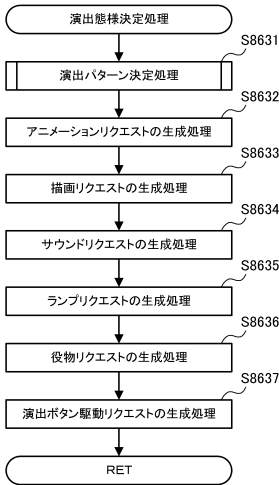 演出態様決定処理
S8631
演出パターン決定処理
S8632
アニメーションリクエストの生成処理
S8633
描画リクエストの生成処理
S8634
サウンドリクエストの生成処理
S8635
ランプリクエストの生成処理
S8636
役物リクエストの生成処理
S8637
演出ボタン駆動リクエストの生成処理
RET